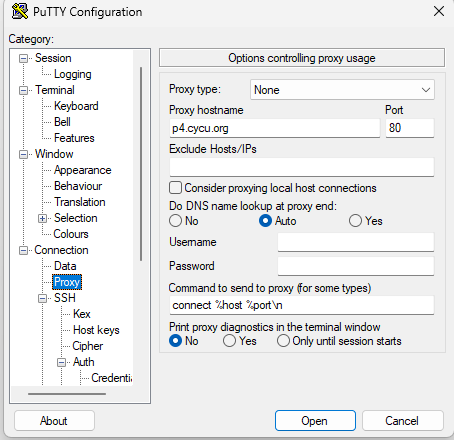 PuTTY Configuration
Category:
Session
Logging
Terminal
Keyboard
Bell
Features
Window
Appearance
Behaviour
Translation
Selection
Colours
Connection
Data
Proxy
SSH
Kex
Host keys
Cipher
Auth
Credentia
Options controlling proxy usage
Proxy type: None
Proxy hostname Port
p4.cycu.org 80
Exclude Hosts/IPs
Consider proxying local host connections
Do DNS name lookup at proxy end:
No Auto Yes
Username
Password
Command to send to proxy (for some types)
connect %host %port\n
Print proxy diagnostics in the terminal window
No Yes Only until session starts
About Open Cancel